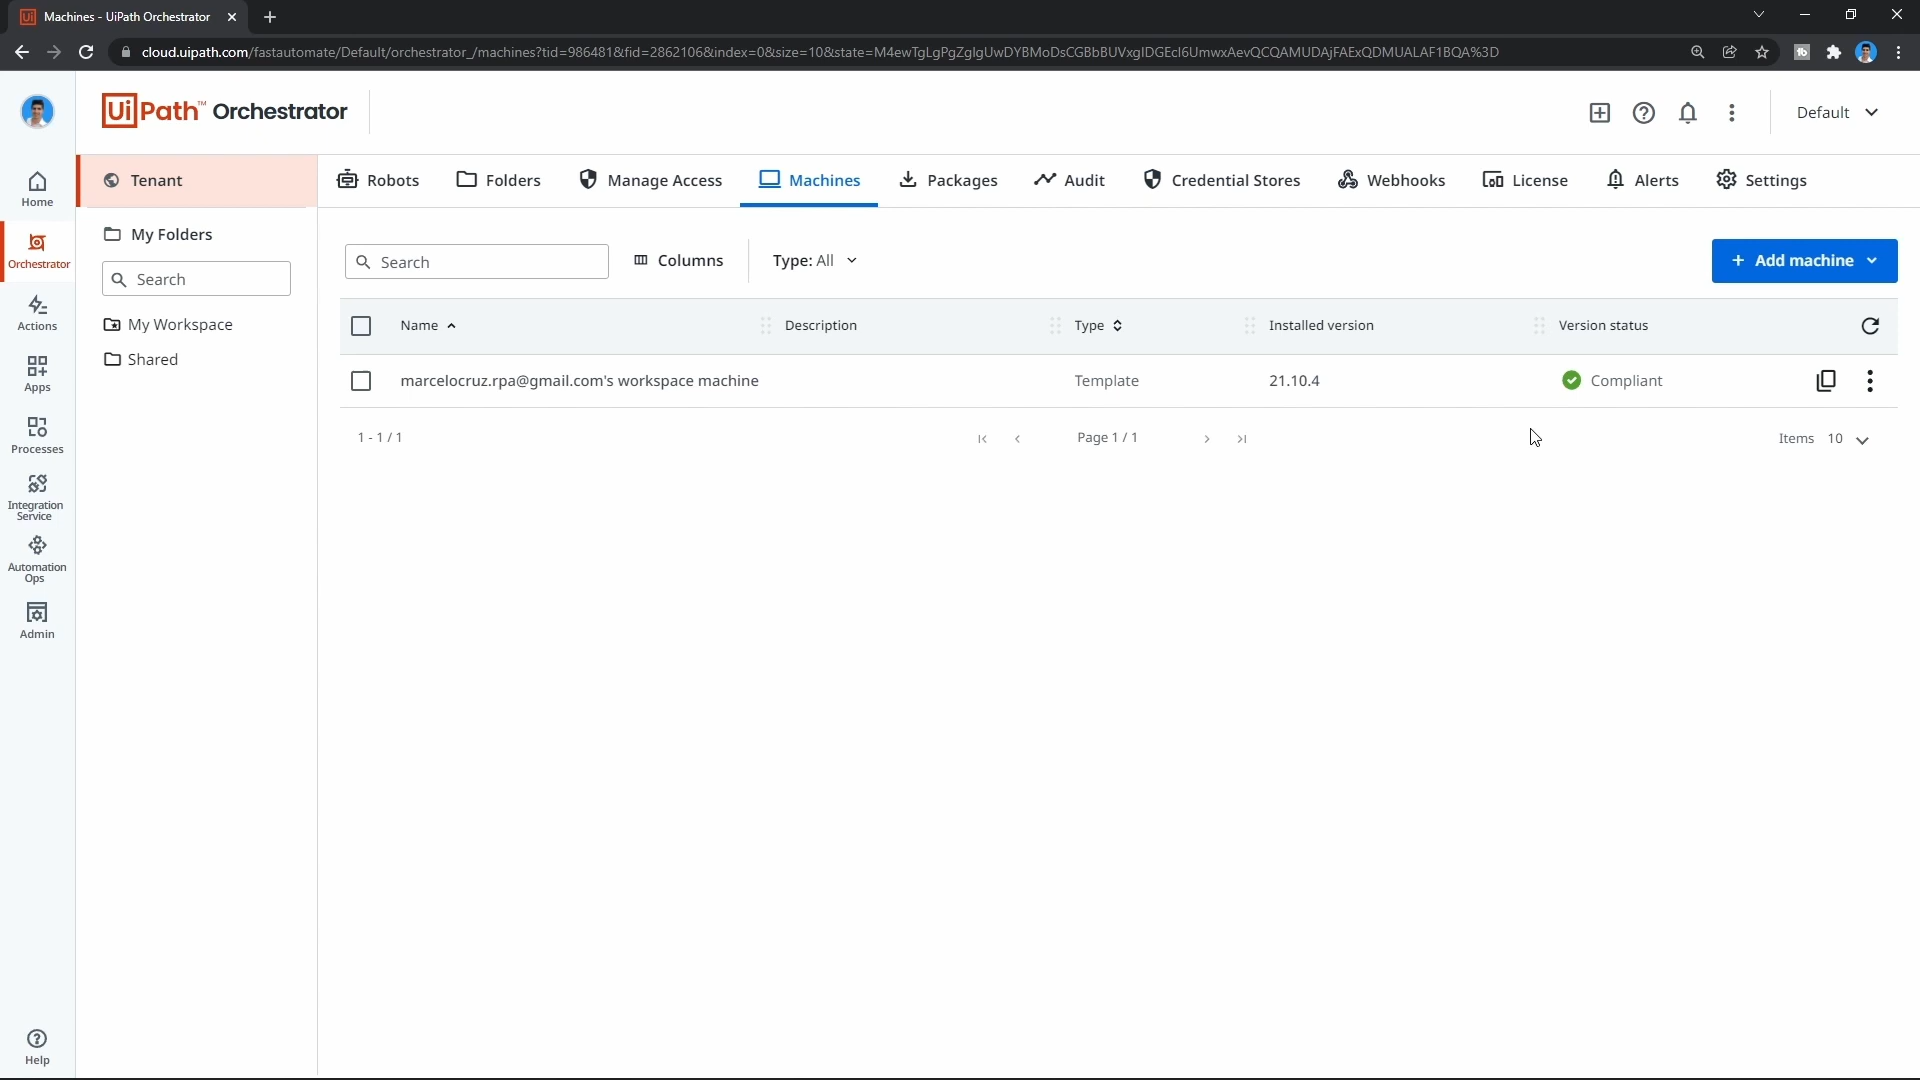 Machines - UiPath Orchestrator
cloud.uipath.com/fastautomate/Default/orchestrator_/machines?tid=986481&fid=2862106&index=0&size=10&state=M4ewTgLgPgZglgUwDYBMoDsCGBbBUVxgIDGEcl6UmwxAevQCQAMUDAjFAExQDMUALAF1BQA%3D
UiPath™ Orchestrator
Default
Home
Orchestrator
Actions
Apps
Processes
Integration
Service
Automation
Ops
Admin
Help
Tenant
My Folders
Search
My Workspace
Shared
Robots
Folders
Manage Access
Machines
Packages
Audit
Credential Stores
Webhooks
License
Alerts
Settings
Search
Columns
Type: All
+ Add machine
Name
Description
Type
Installed version
Version status
marcelocruz.rpa@gmail.com's workspace machine
Template
21.10.4
Compliant
1 - 1 / 1
Page 1 / 1
Items 10